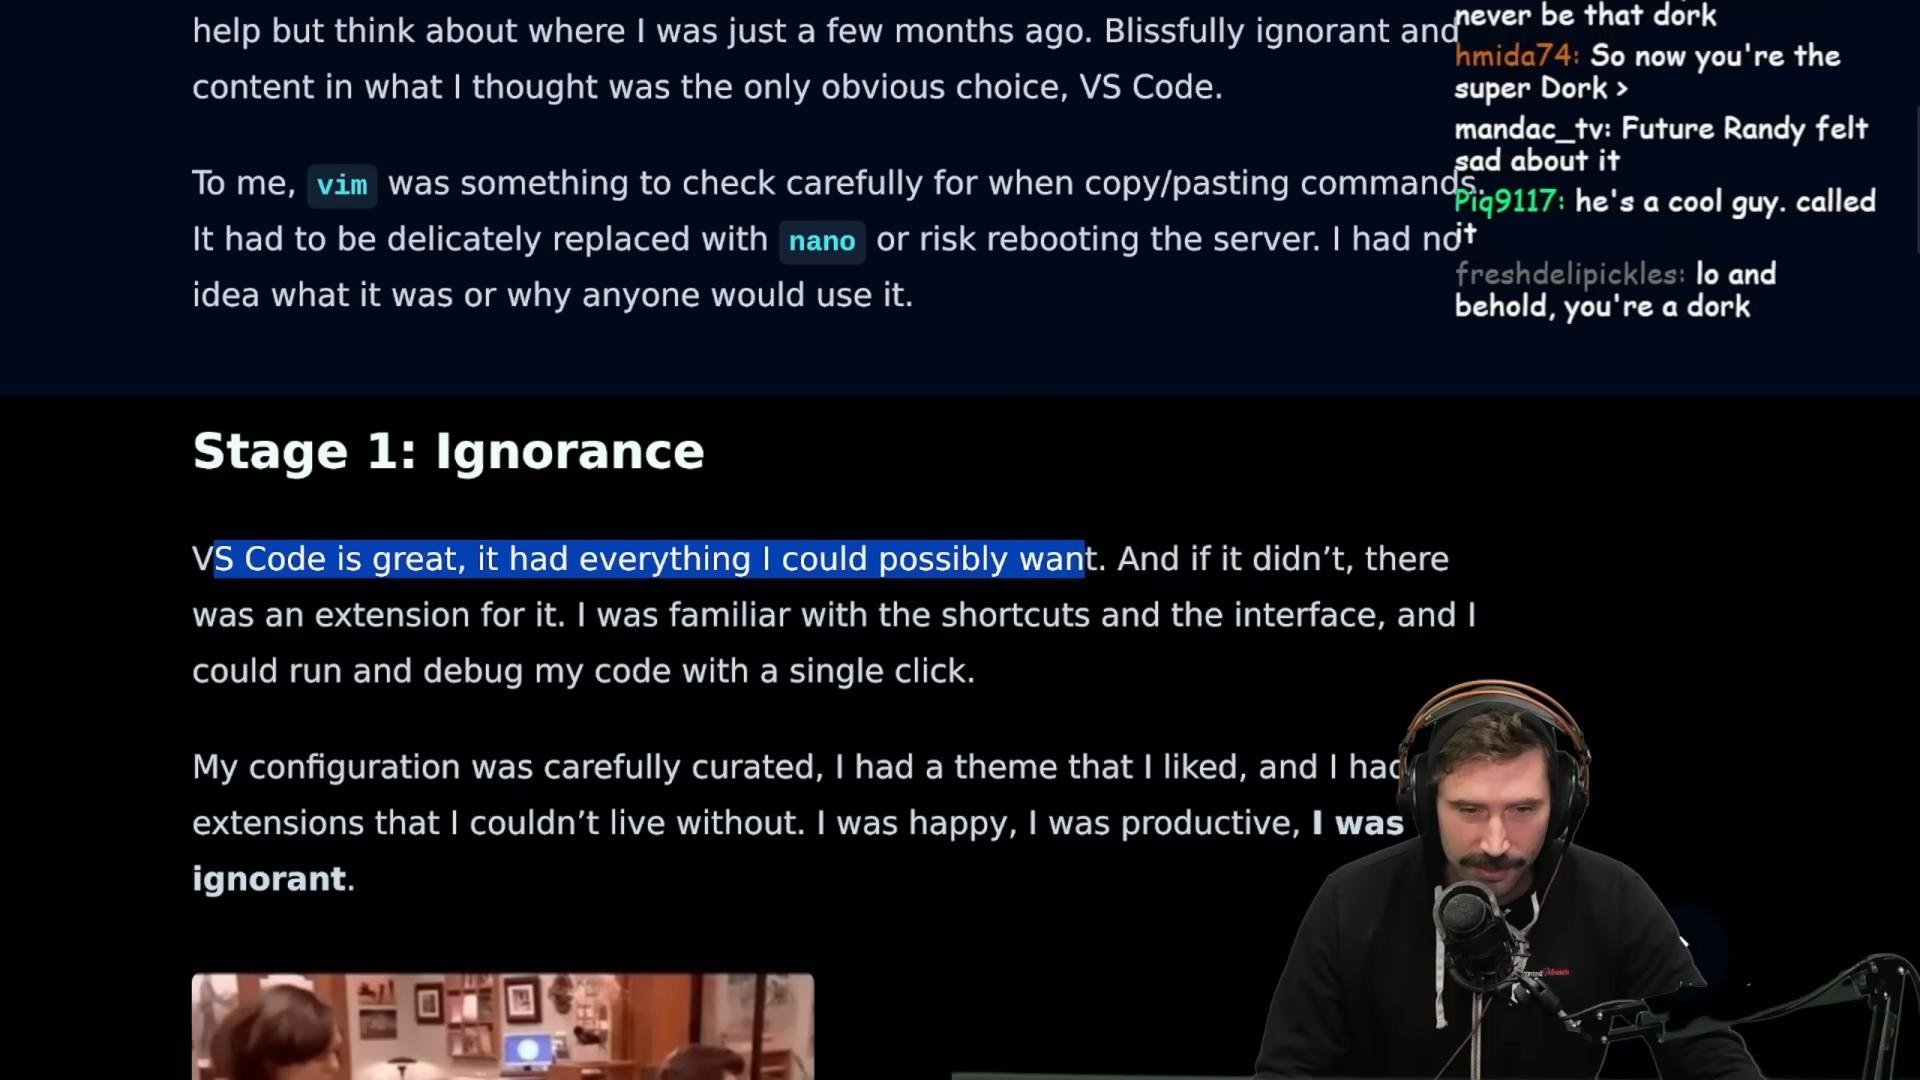 help but think about where I was just a few months ago. Blissfully ignorant and
content in what I thought was the only obvious choice, VS Code.
To me, vim was something to check carefully for when copy/pasting commands.
It had to be delicately replaced with nano or risk rebooting the server. I had no
idea what it was or why anyone would use it.
never be that dork
hmida74: So now you're the
super Dork >
mandac_tv: Future Randy felt
sad about it
Piq9117: he's a cool guy. called
it
freshdelipickles: lo and
behold, you're a dork
Stage 1: Ignorance
VS Code is great, it had everything I could possibly want. And if it didn’t, there
was an extension for it. I was familiar with the shortcuts and the interface, and I
could run and debug my code with a single click.
My configuration was carefully curated, I had a theme that I liked, and I had
extensions that I couldn’t live without. I was happy, I was productive, I was
ignorant.